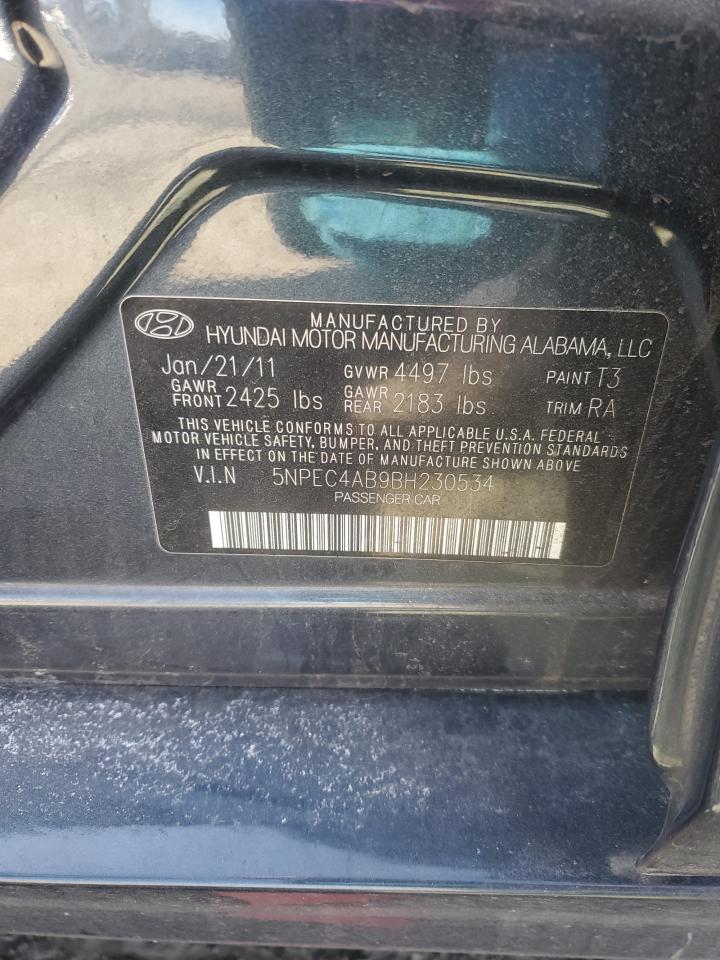 MANUFACTURED BY
HYUNDAI MOTOR MANUFACTURING ALABAMA, LLC
Jan/21/11 GVWR 4497 lbs PAINT T3
GAWR FRONT 2425 lbs GAWR REAR 2183 lbs TRIM RA
THIS VEHICLE CONFORMS TO ALL APPLICABLE U.S.A. FEDERAL
MOTOR VEHICLE SAFETY, BUMPER, AND THEFT PREVENTION STANDARDS
IN EFFECT ON THE DATE OF MANUFACTURE SHOWN ABOVE.
V.I.N 5NPEC4AB9BH230534
PASSENGER CAR